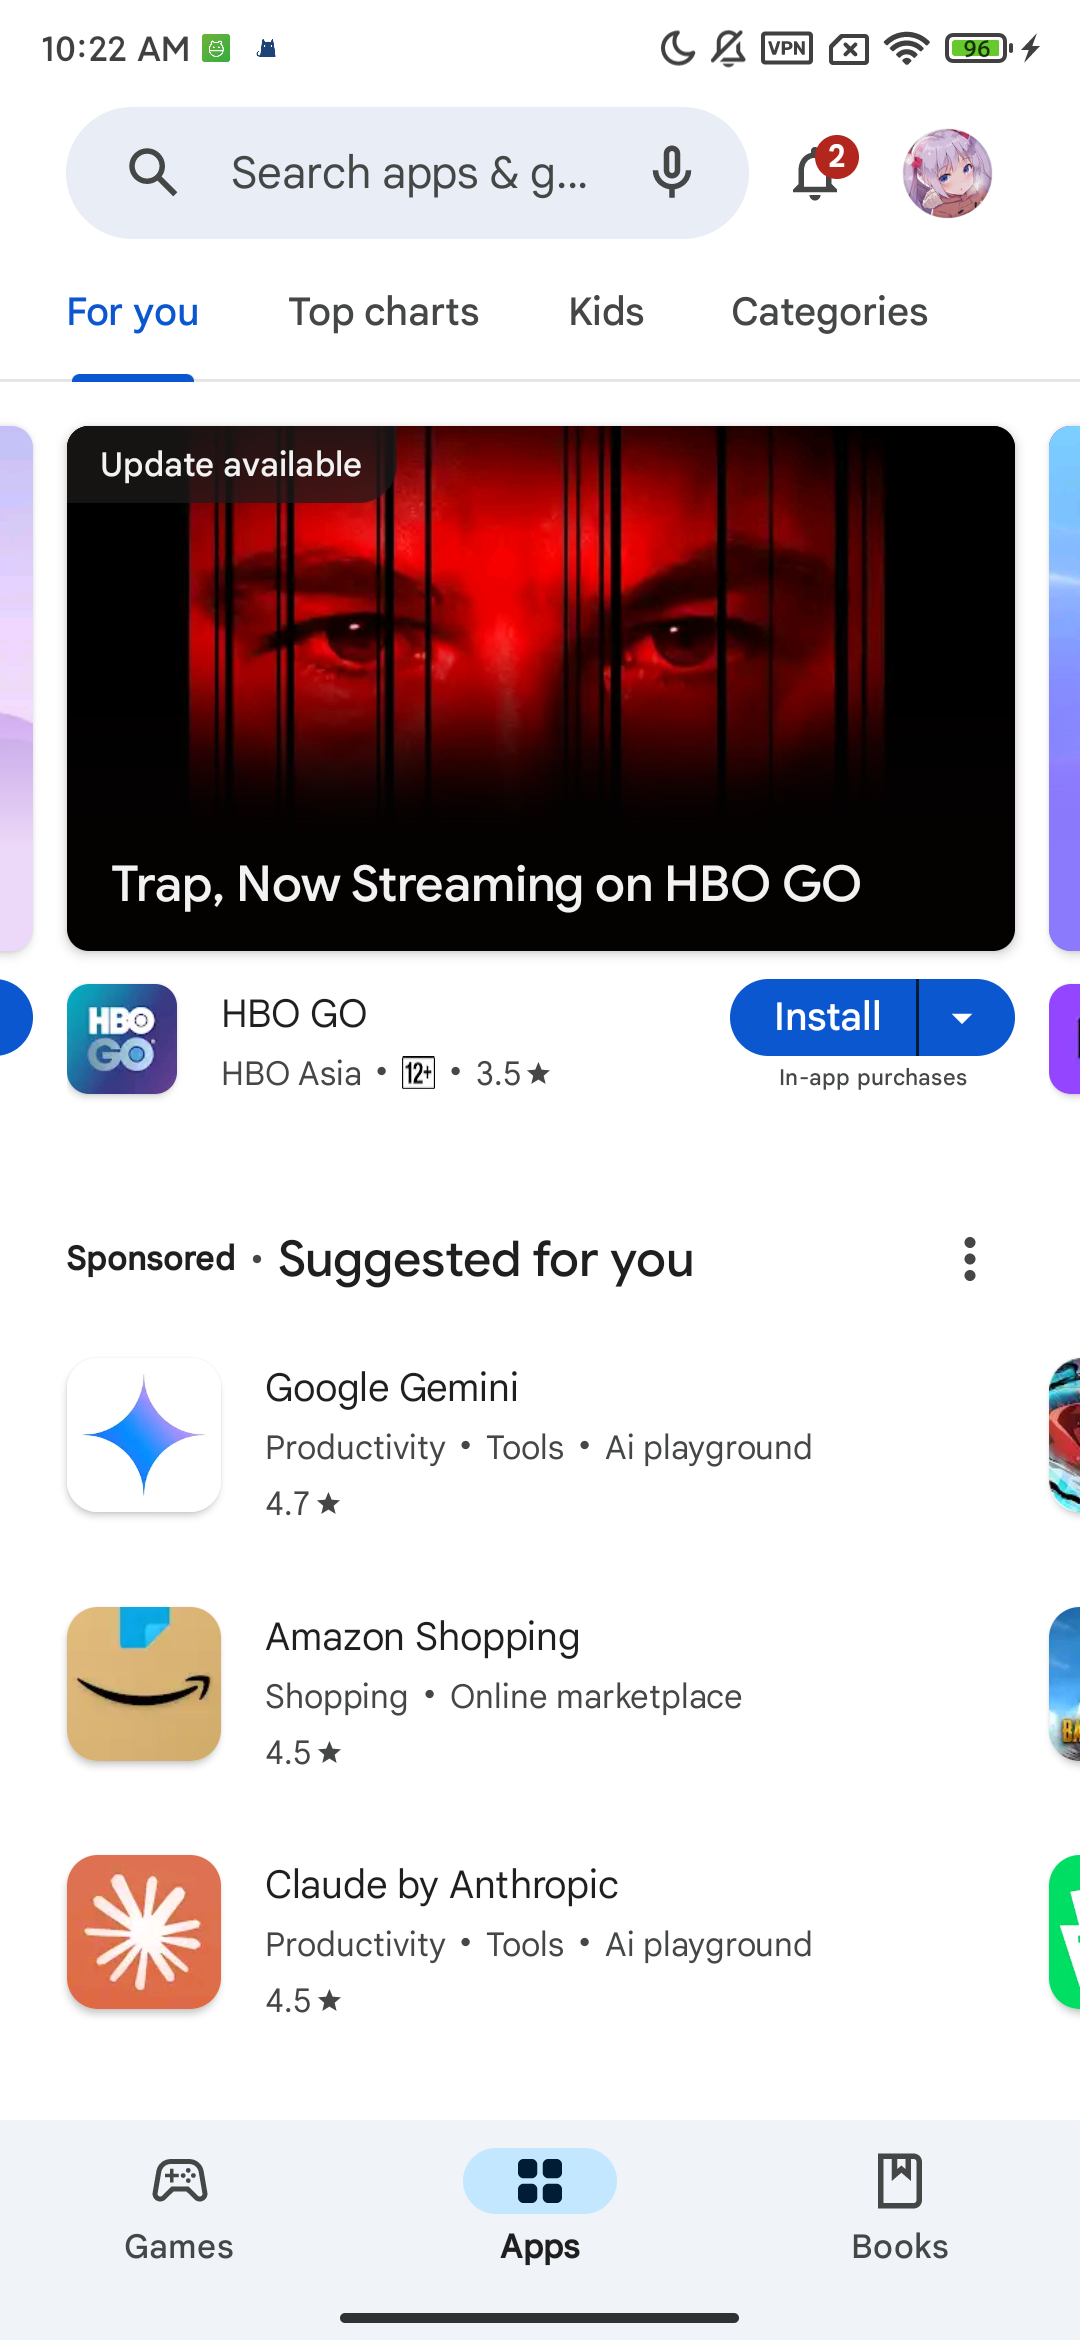 10:22 AM
VPN
96
Search apps & g...
2
For you
Top charts
Kids
Categories
Update available
Trap, Now Streaming on HBO GO
HBO GO
HBO GO
HBO Asia • 12+ • 3.5★
Install
In-app purchases
Sponsored • Suggested for you
Google Gemini
Productivity • Tools • Ai playground
4.7★
Amazon Shopping
Shopping • Online marketplace
4.5★
Claude by Anthropic
Productivity • Tools • Ai playground
4.5★
Games
Apps
Books